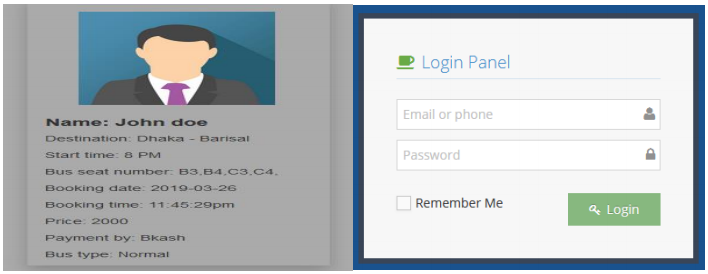 Name: John doe
Destination: Dhaka - Barisal
Start time: 8 PM
Bus seat number: B3,B4,C3,C4,
Booking date: 2019-03-26
Booking time: 11:45:29pm
Price: 2000
Payment by: Bkash
Bus type: Normal
Login Panel
Email or phone
Password
Remember Me
Login